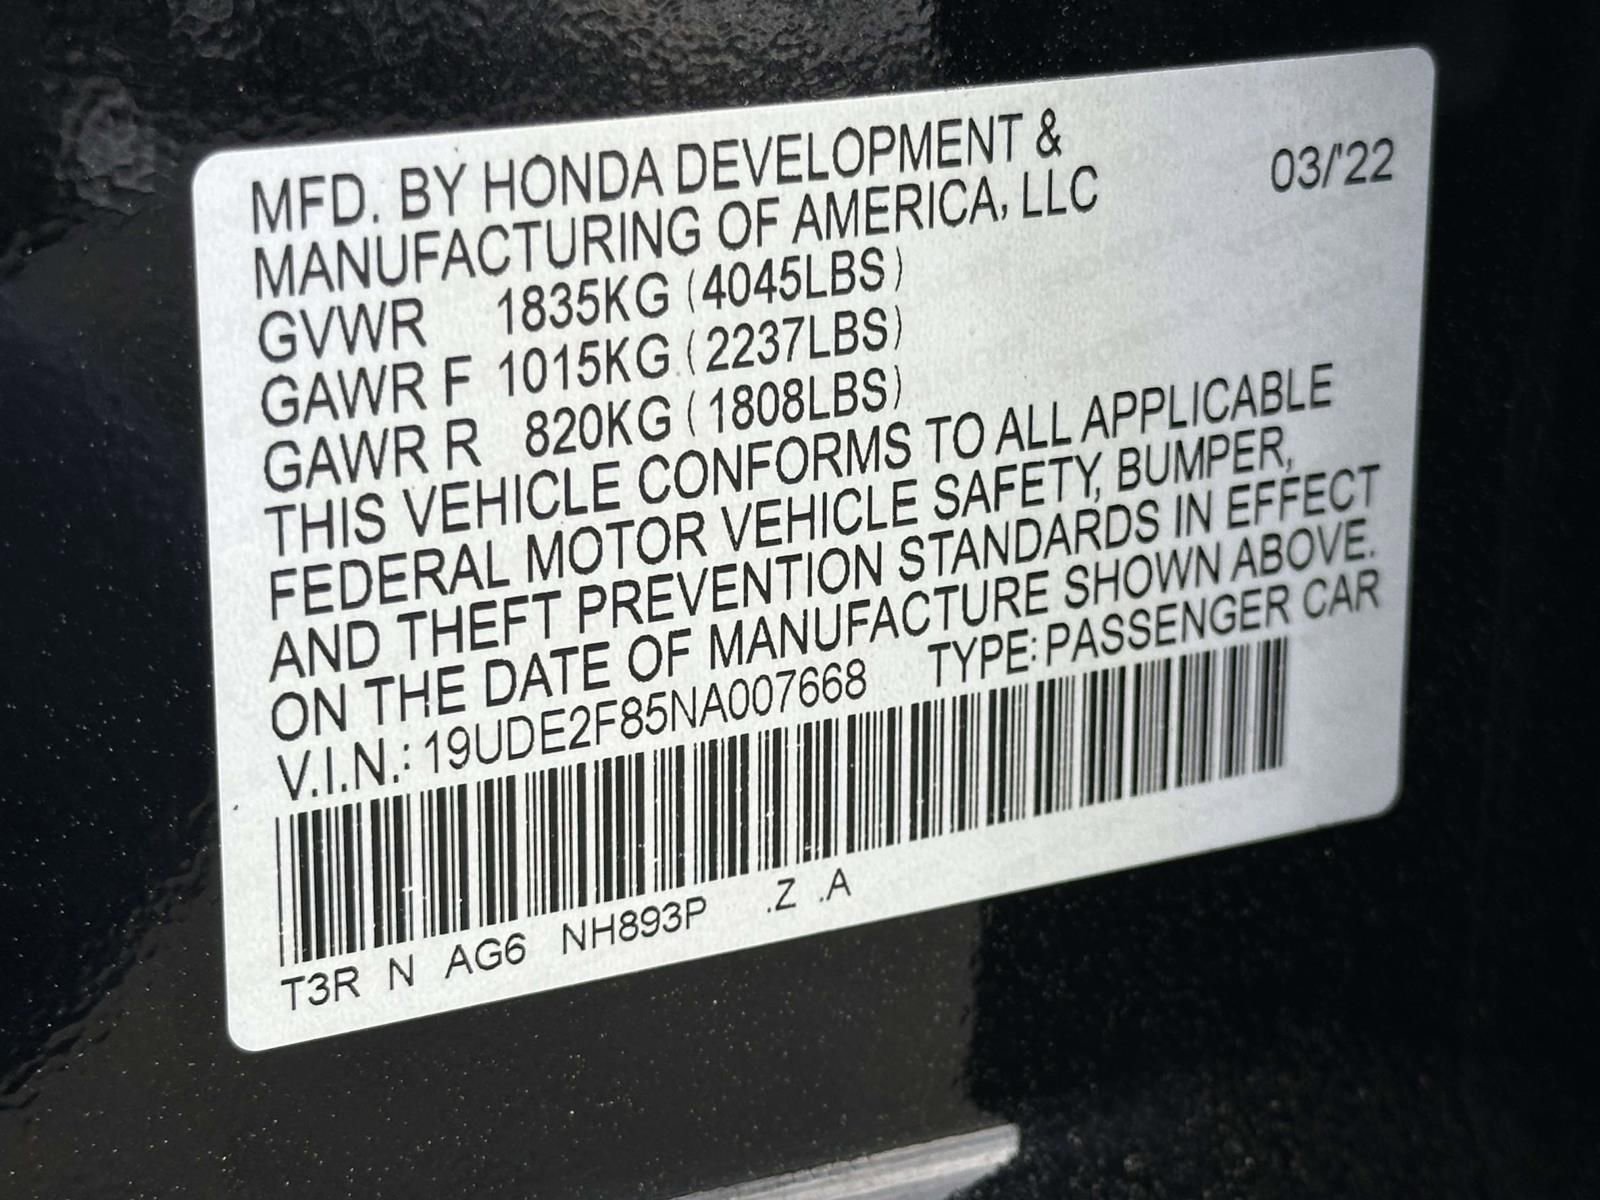 MFD. BY HONDA DEVELOPMENT & 03/'22
MANUFACTURING OF AMERICA, LLC
GVWR 1835KG (4045LBS)
GAWR F 1015KG (2237LBS)
GAWR R 820KG (1808LBS)
THIS VEHICLE CONFORMS TO ALL APPLICABLE
FEDERAL MOTOR VEHICLE SAFETY, BUMPER,
AND THEFT PREVENTION STANDARDS IN EFFECT
ON THE DATE OF MANUFACTURE SHOWN ABOVE.
V.I.N.: 19UDE2F85NA007668 TYPE: PASSENGER CAR
T3R N AG6 NH893P .Z .A